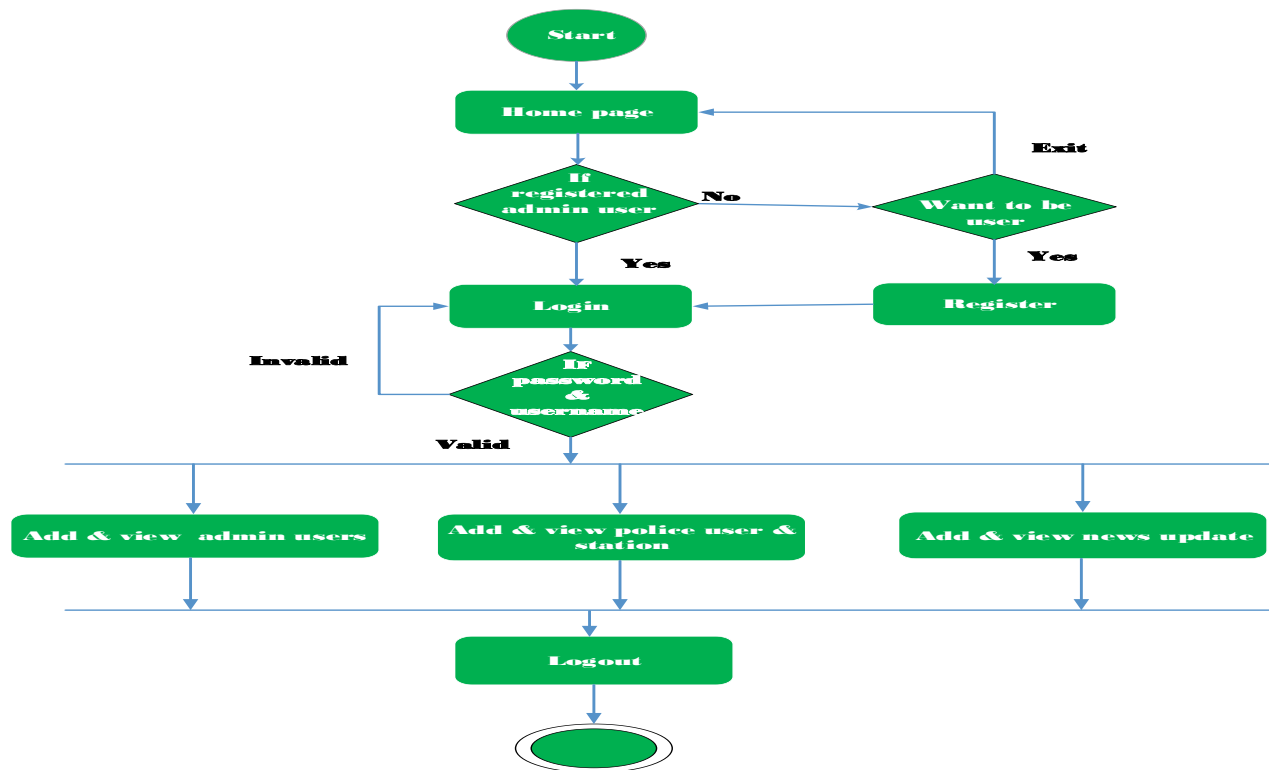 Start
Home page
Exit
If
registered
admin user
No
Want to be
user
Yes
Yes
Login
Register
Invalid
IF
password
&
username
Valid
Add & view admin users
Add & view police user &
station
Add & view news update
Logout